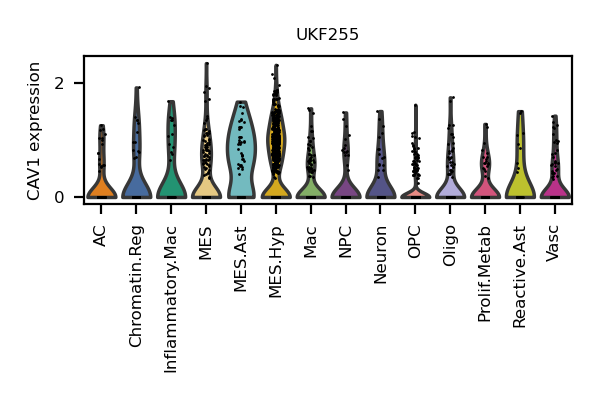 UKF255
CAV1 expression
2
0
AC
Chromatin.Reg
Inflammatory.Mac
MES
MES.Ast
MES.Hyp
Mac
NPC
Neuron
OPC
Oligo
Prolif.Metab
Reactive.Ast
Vasc